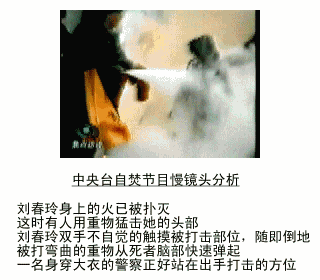 焦点访谈
中央台自焚节目慢镜头分析
刘春玲身上的火已被扑灭
这时有人用重物猛击她的头部
刘春玲双手不自觉的触摸被打击部位，随即倒地
被打弯曲的重物从死者脑部快速弹起
一名身穿大衣的警察正好站在出手打击的方位